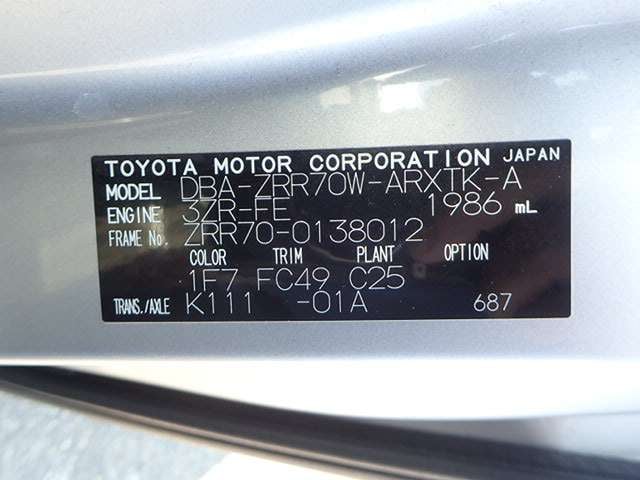 TOYOTA MOTOR CORPORATION JAPAN
MODEL DBA-ZRR70W-ARXTK-A
ENGINE 3ZR-FE 1986 mL
FRAME No. ZRR70-0138012
COLOR TRIM PLANT OPTION
1F7 FC49 C25
TRANS./AXLE K111 -01A 687